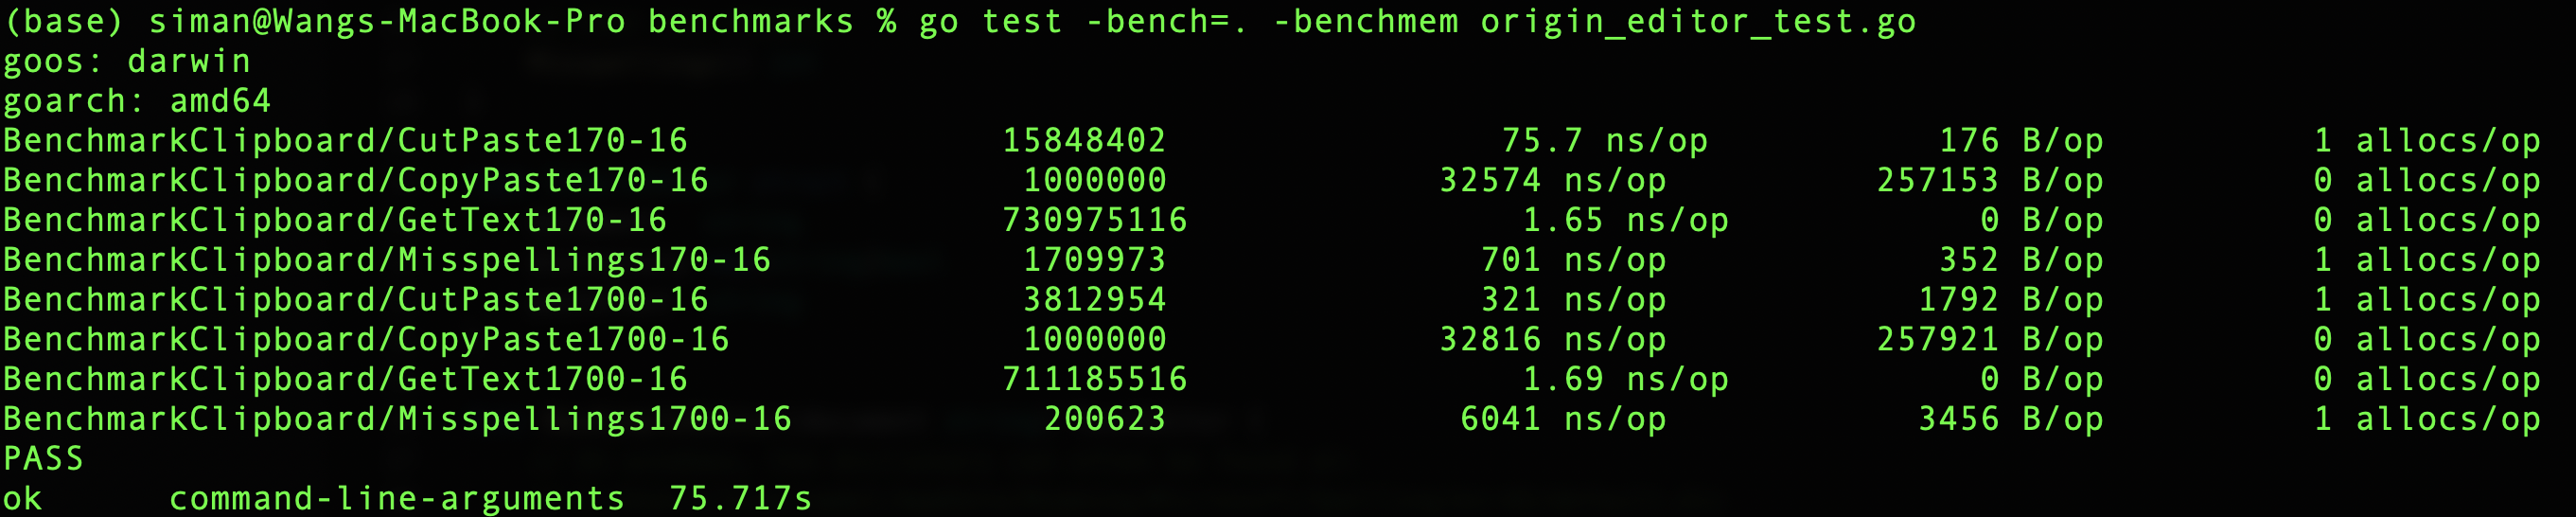 (base) siman@Wangs-MacBook-Pro benchmarks % go test -bench=. -benchmem origin_editor_test.go
goos: darwin
goarch: amd64
BenchmarkClipboard/CutPaste170-16 15848402 75.7 ns/op 176 B/op 1 allocs/op
BenchmarkClipboard/CopyPaste170-16 1000000 32574 ns/op 257153 B/op 0 allocs/op
BenchmarkClipboard/GetText170-16 730975116 1.65 ns/op 0 B/op 0 allocs/op
BenchmarkClipboard/Misspellings170-16 1709973 701 ns/op 352 B/op 1 allocs/op
BenchmarkClipboard/CutPaste1700-16 3812954 321 ns/op 1792 B/op 1 allocs/op
BenchmarkClipboard/CopyPaste1700-16 1000000 32816 ns/op 257921 B/op 0 allocs/op
BenchmarkClipboard/GetText1700-16 711185516 1.69 ns/op 0 B/op 0 allocs/op
BenchmarkClipboard/Misspellings1700-16 200623 6041 ns/op 3456 B/op 1 allocs/op
PASS
ok command-line-arguments 75.717s